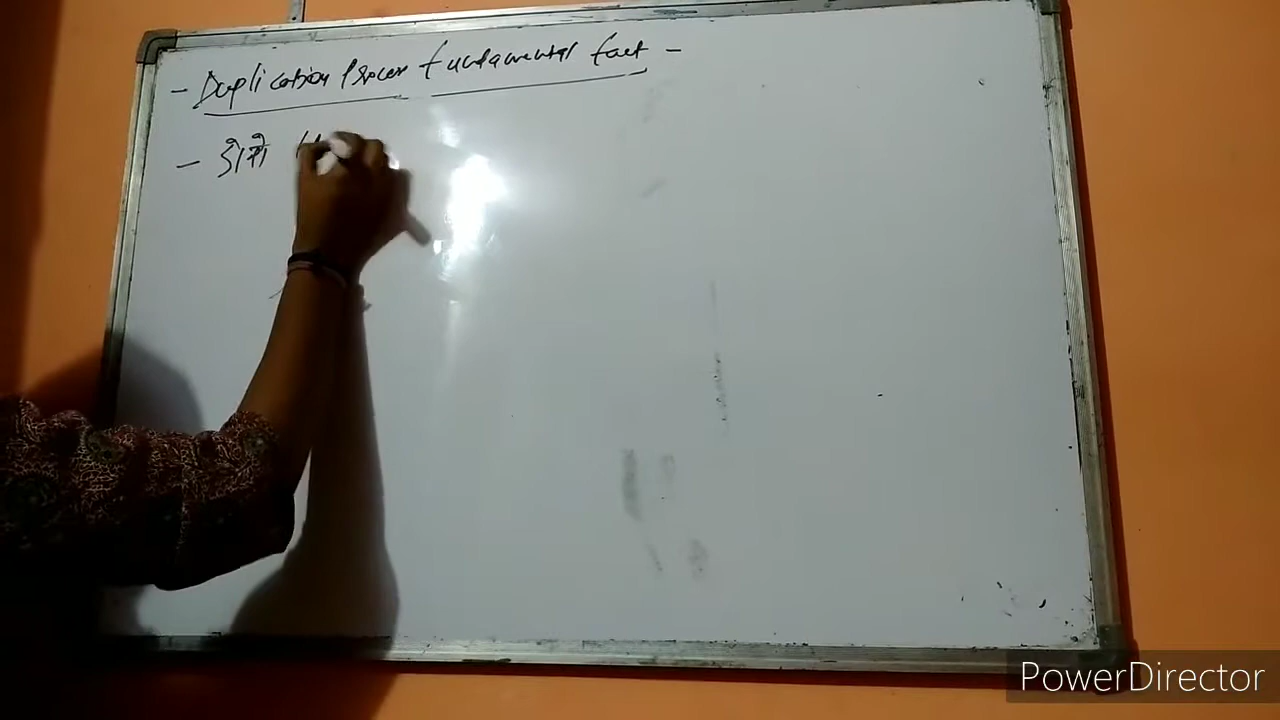 - Duplication Process fundamental fact -
-
PowerDirector